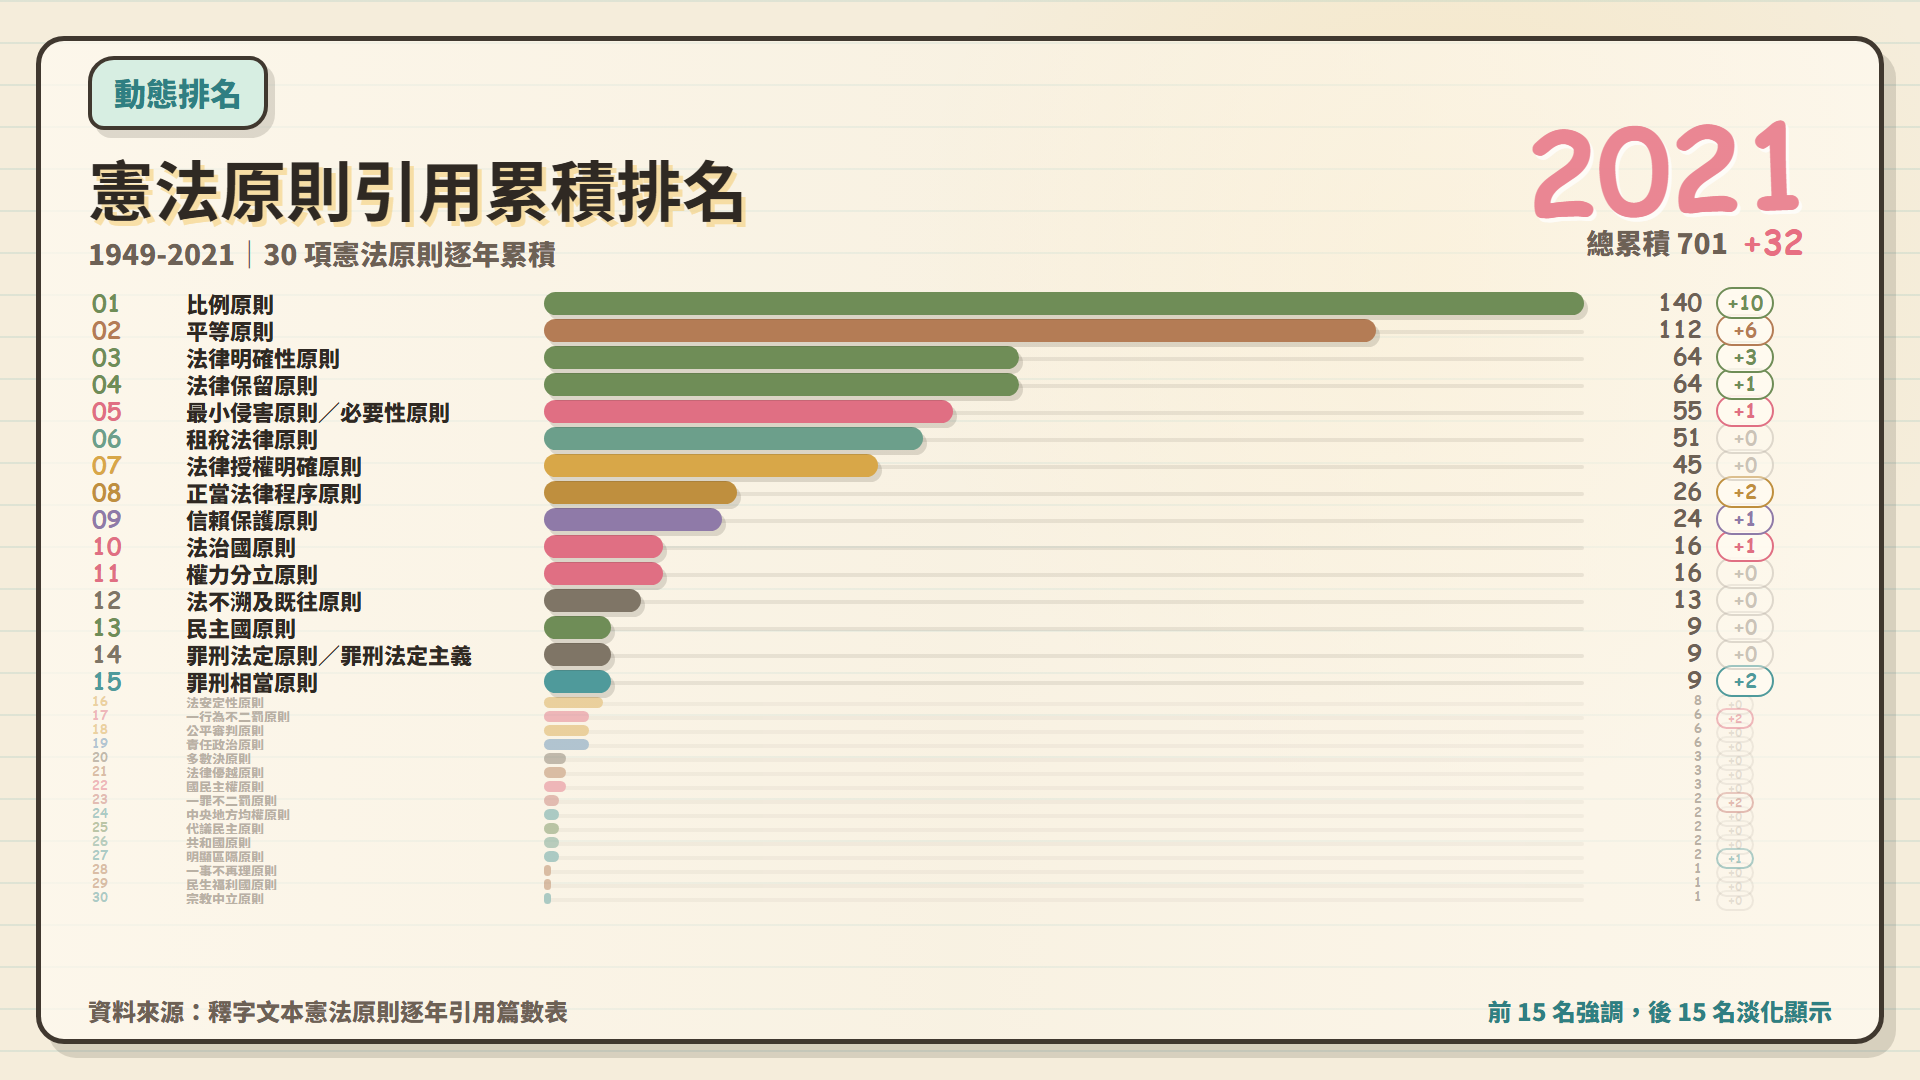 動態排名
憲法原則引用累積排名
1949-2021｜30 項憲法原則逐年累積
2021
總累積 701 +32
01 比例原則 140 +10
02 平等原則 112 +6
03 法律明確性原則 64 +3
04 法律保留原則 64 +1
05 最小侵害原則／必要性原則 55 +1
06 租稅法律原則 51 +0
07 法律授權明確原則 45 +0
08 正當法律程序原則 26 +2
09 信賴保護原則 24 +1
10 法治國原則 16 +1
11 權力分立原則 16 +0
12 法不溯及既往原則 13 +0
13 民主國原則 9 +0
14 罪刑法定原則／罪刑法定主義 9 +0
15 罪刑相當原則 9 +2
16 法安定性原則 8 +0
17 一行為不二罰原則 6 +2
18 公平審判原則 6 +0
19 責任政治原則 6 +0
20 多數決原則 3 +0
21 法律優越原則 3 +0
22 國民主權原則 3 +0
23 一罪不二罰原則 2 +2
24 中央地方均權原則 2 +0
25 代議民主原則 2 +0
26 共和國原則 2 +0
27 明顯區隔原則 2 +1
28 一事不再理原則 1 +0
29 民生福利國原則 1 +0
30 宗教中立原則 1 +0
資料來源：釋字文本憲法原則逐年引用篇數表
前 15 名強調，後 15 名淡化顯示